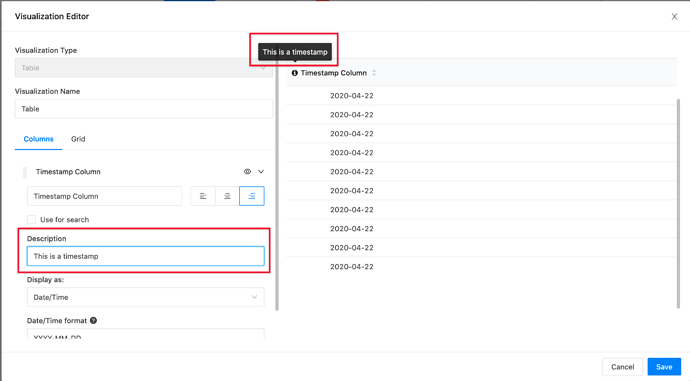 Visualization Editor
Visualization Type
Table
Visualization Name
Table
Columns Grid
Timestamp Column
Timestamp Column
Use for search
Description
This is a timestamp
Display as:
Date/Time
Date/Time format
YYYY-MM-DD
This is a timestamp
Timestamp Column
2020-04-22
2020-04-22
2020-04-22
2020-04-22
2020-04-22
2020-04-22
2020-04-22
2020-04-22
2020-04-22
2020-04-22
Cancel Save